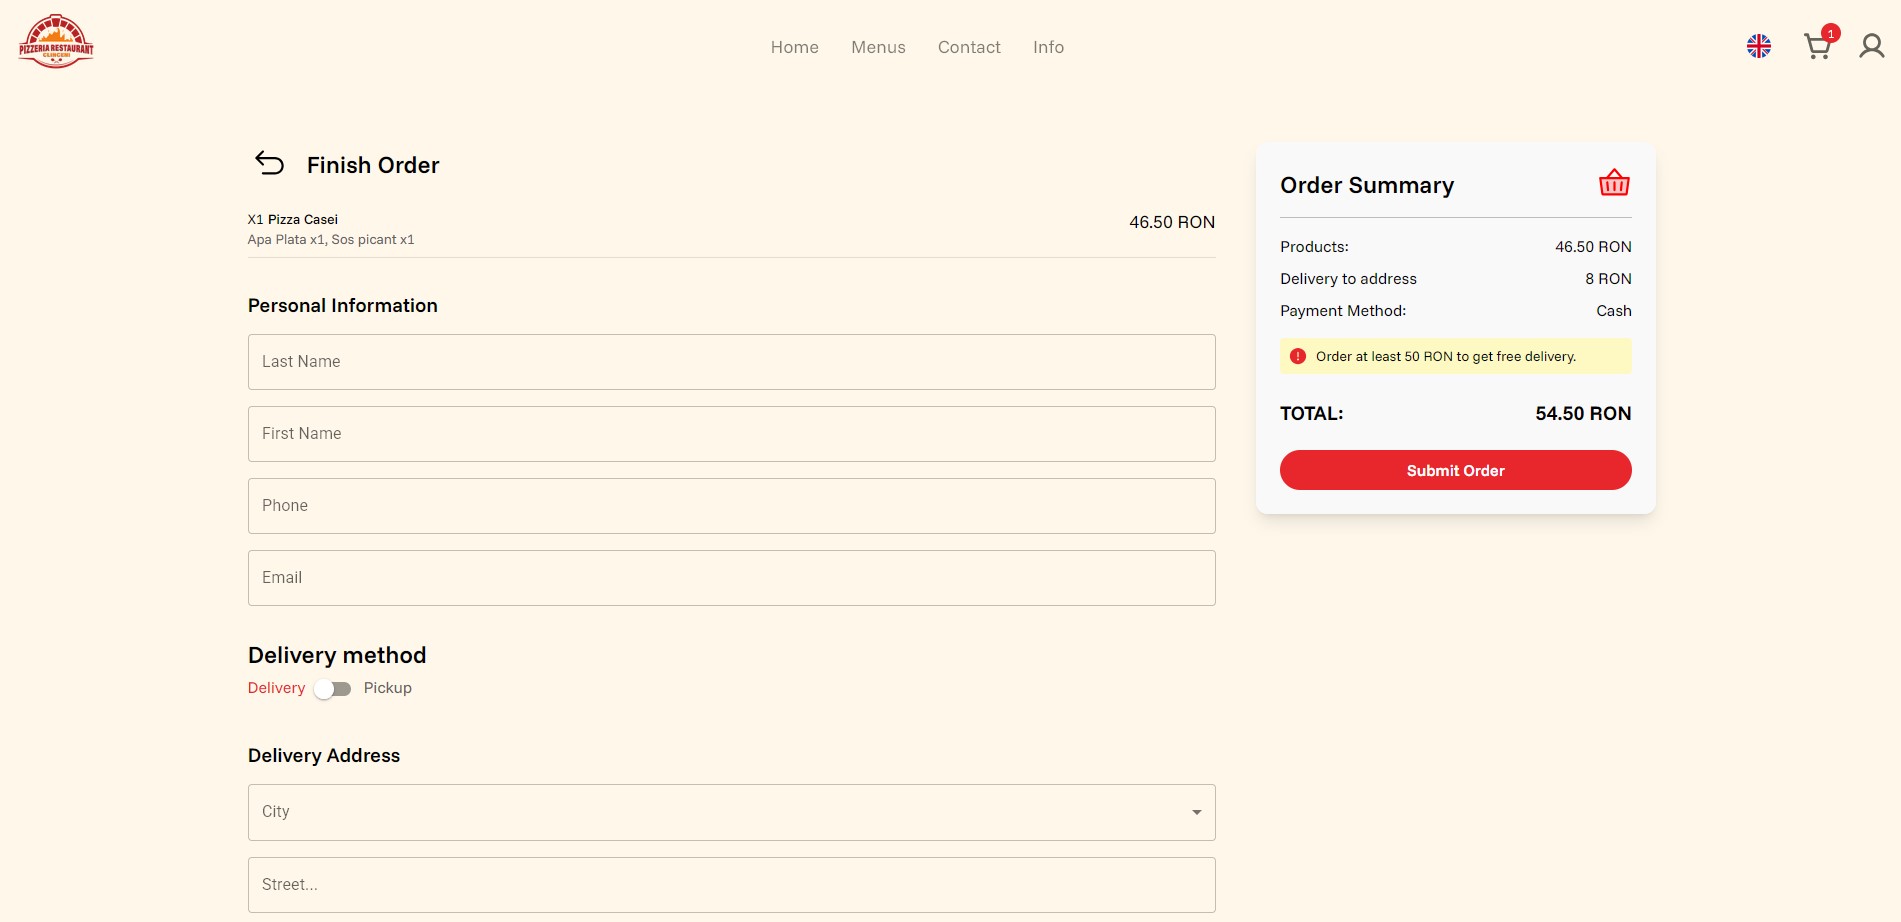 PIZZERIA RESTAURANT
CLINCENI
Home Menus Contact Info
1
Finish Order
X1 Pizza Casei 46.50 RON
Apa Plata x1, Sos picant x1
Personal Information
Last Name
First Name
Phone
Email
Delivery method
Delivery Pickup
Delivery Address
City
Street...
Order Summary
Products: 46.50 RON
Delivery to address 8 RON
Payment Method: Cash
! Order at least 50 RON to get free delivery.
TOTAL: 54.50 RON
Submit Order